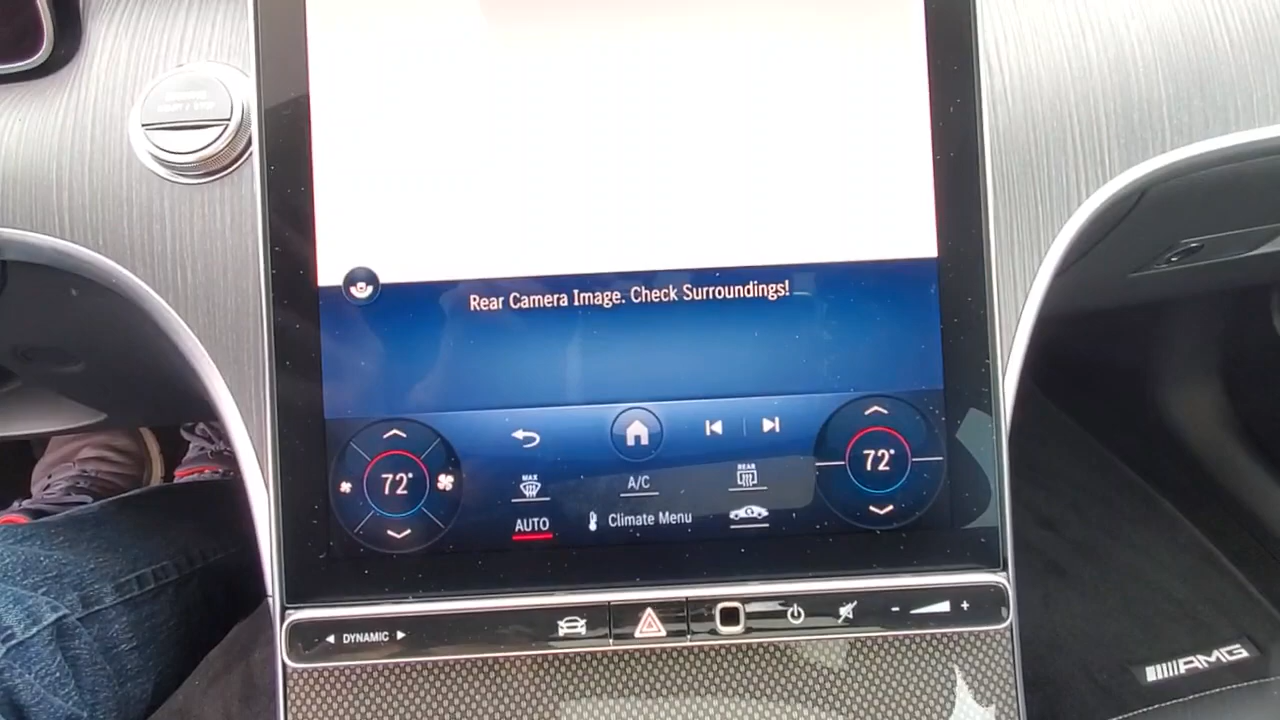 Rear Camera Image. Check Surroundings!
72°
MAX
A/C
REAR
72°
AUTO
Climate Menu
DYNAMIC
- +
AMG